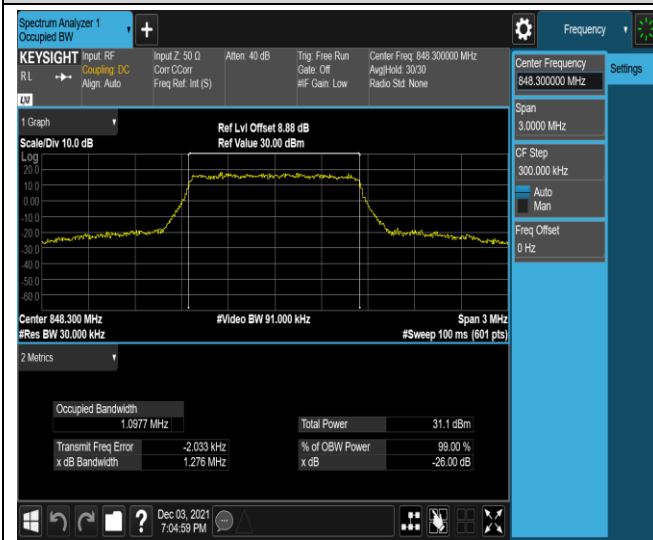 Spectrum Analyzer 1
Occupied BW
+
Frequency
KEYSIGHT
RL
LXI
Input: RF
Coupling: DC
Align: Auto
Input Z: 50 Ω
Corr CCorr
Freq Ref: Int (S)
Atten: 40 dB
Trig: Free Run
Gate: Off
#IF Gain: Low
Center Freq: 848.300000 MHz
Avg|Hold: 30/30
Radio Std: None
Center Frequency
848.300000 MHz
Settings
Span
3.0000 MHz
CF Step
300.000 kHz
Auto
Man
Freq Offset
0 Hz
1 Graph
Scale/Div 10.0 dB
Ref Lvl Offset 8.88 dB
Ref Value 30.00 dBm
Log
20.0
10.0
0.00
-10.0
-20.0
-30.0
-40.0
-50.0
-60.0
Center 848.300 MHz
#Video BW 91.000 kHz
Span 3 MHz
#Res BW 30.000 kHz
#Sweep 100 ms (601 pts)
2 Metrics
Occupied Bandwidth
1.0977 MHz
Total Power 31.1 dBm
Transmit Freq Error -2.033 kHz
% of OBW Power 99.00 %
x dB Bandwidth 1.276 MHz
x dB -26.00 dB
?
Dec 03, 2021
7:04:59 PM